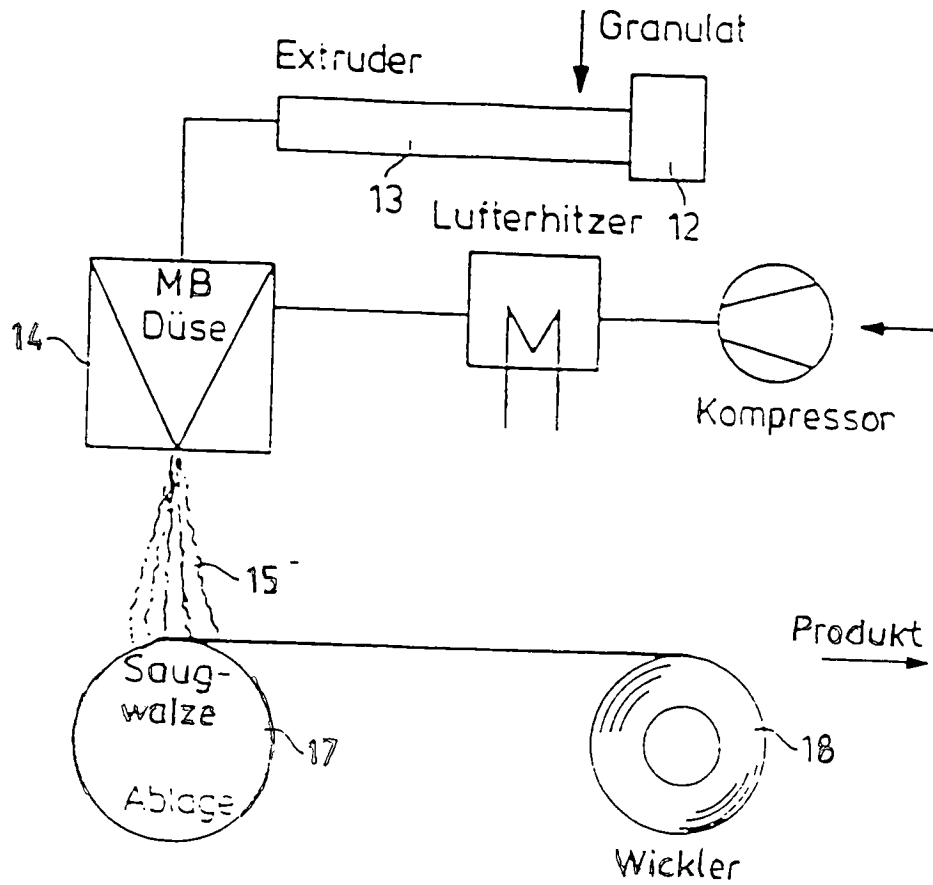 Granulat
Extruder
13
12
Lufterhitzer
MB
Düse
14
Kompressor
15
Produkt
Saug-
walze
17
18
Ablage
Wickler